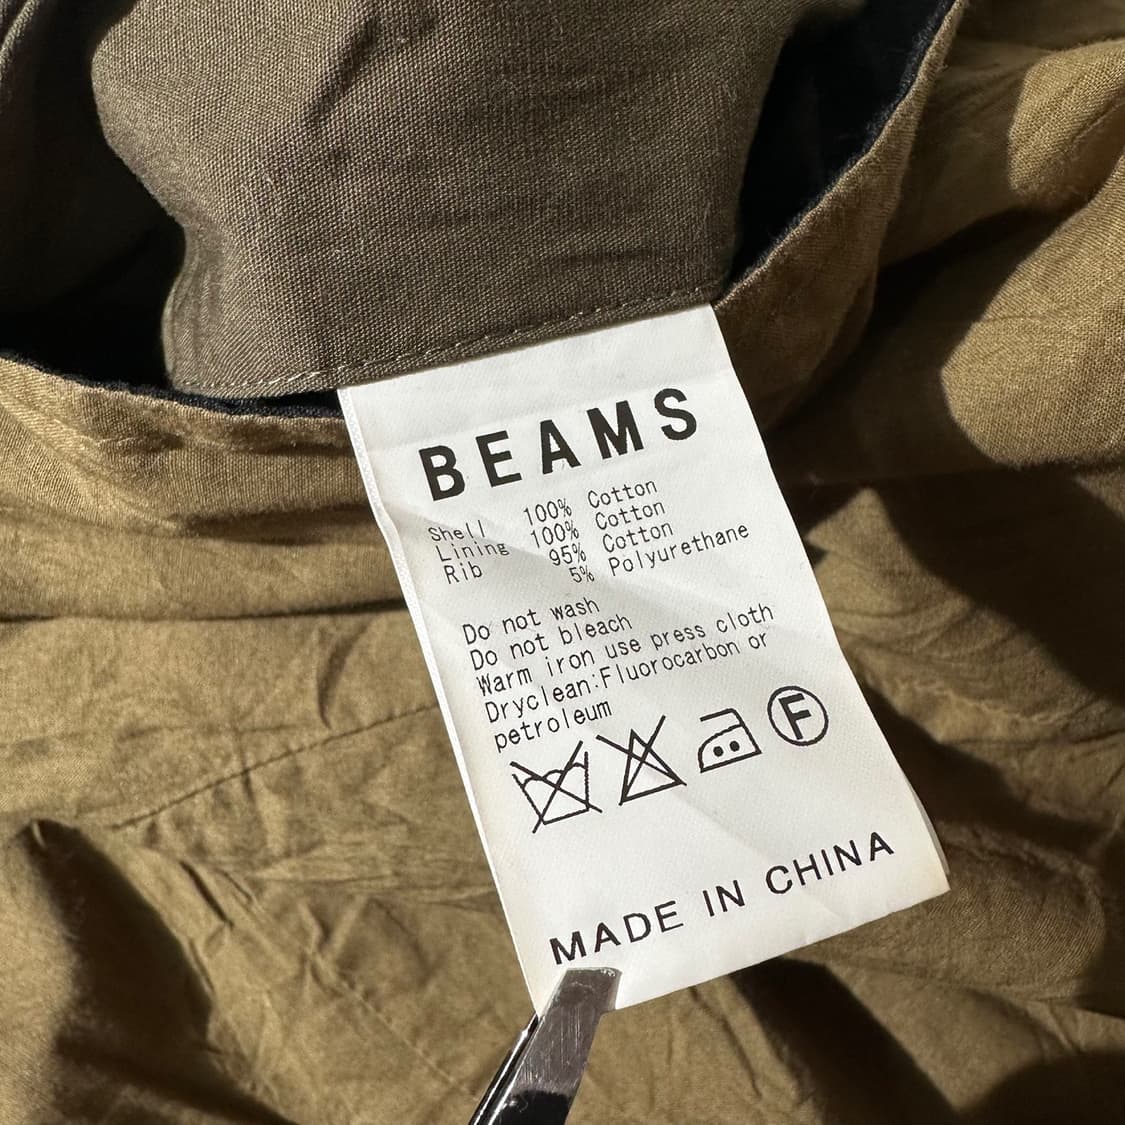 BEAMS
Shell 100% Cotton
Lining 100% Cotton
Rib 95% Cotton
5% Polyurethane
Do not wash
Do not bleach
Warm iron use press cloth
Dryclean:Fluorocarbon or
petroleum
F
MADE IN CHINA